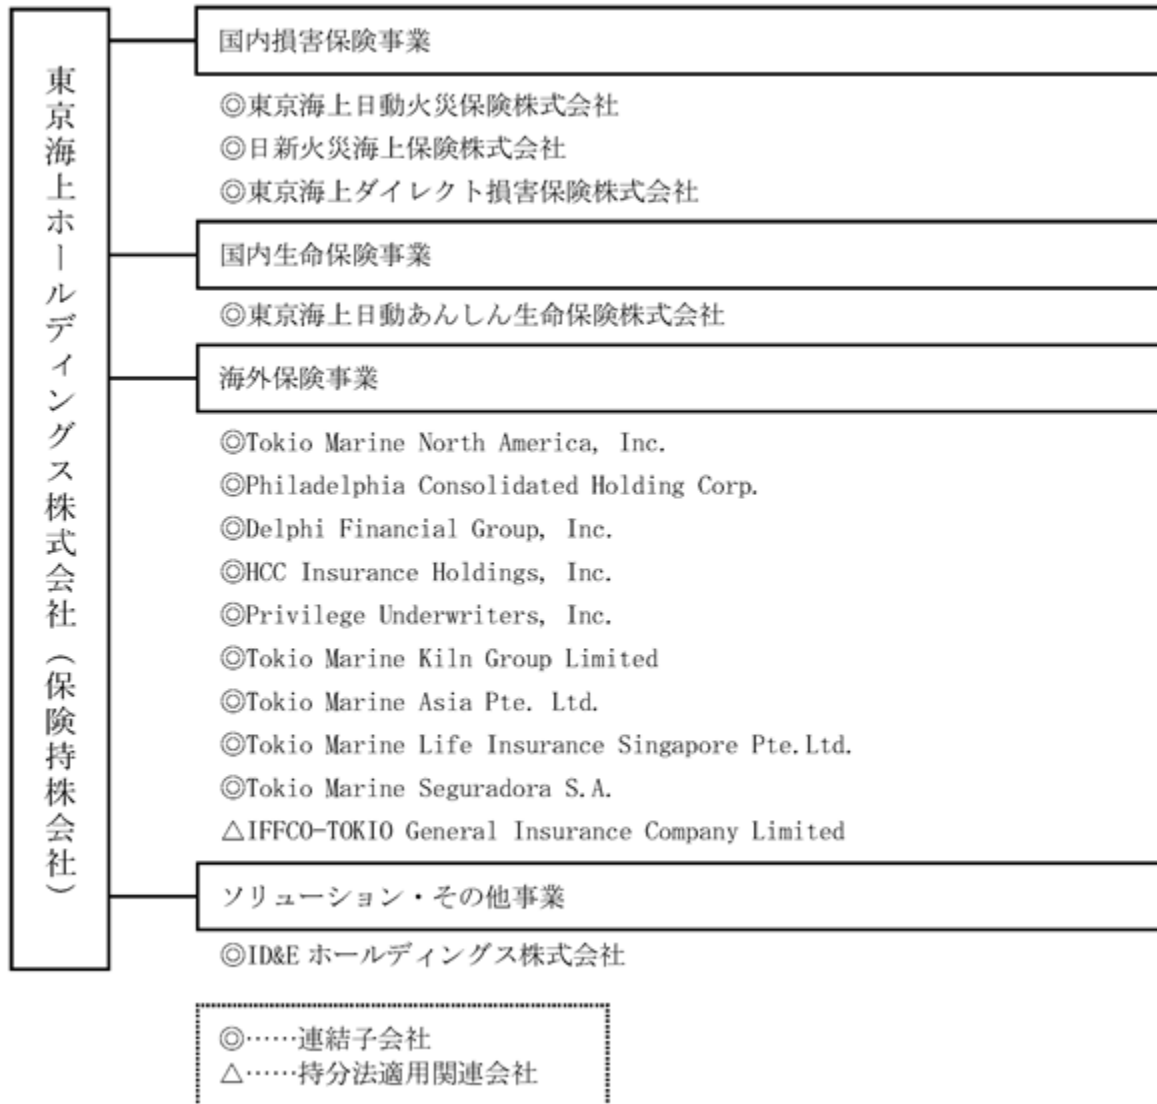 東京海上ホールディングス株式会社（保険持株会社）
国内損害保険事業
◎東京海上日動火災保険株式会社
◎日新火災海上保険株式会社
◎東京海上ダイレクト損害保険株式会社
国内生命保険事業
◎東京海上日動あんしん生命保険株式会社
海外保険事業
◎Tokio Marine North America, Inc.
◎Philadelphia Consolidated Holding Corp.
◎Delphi Financial Group, Inc.
◎HCC Insurance Holdings, Inc.
◎Privilege Underwriters, Inc.
◎Tokio Marine Kiln Group Limited
◎Tokio Marine Asia Pte. Ltd.
◎Tokio Marine Life Insurance Singapore Pte.Ltd.
◎Tokio Marine Seguradora S.A.
△IFFCO-TOKIO General Insurance Company Limited
ソリューション・その他事業
◎ID&E ホールディングス株式会社
◎……連結子会社
△……持分法適用関連会社